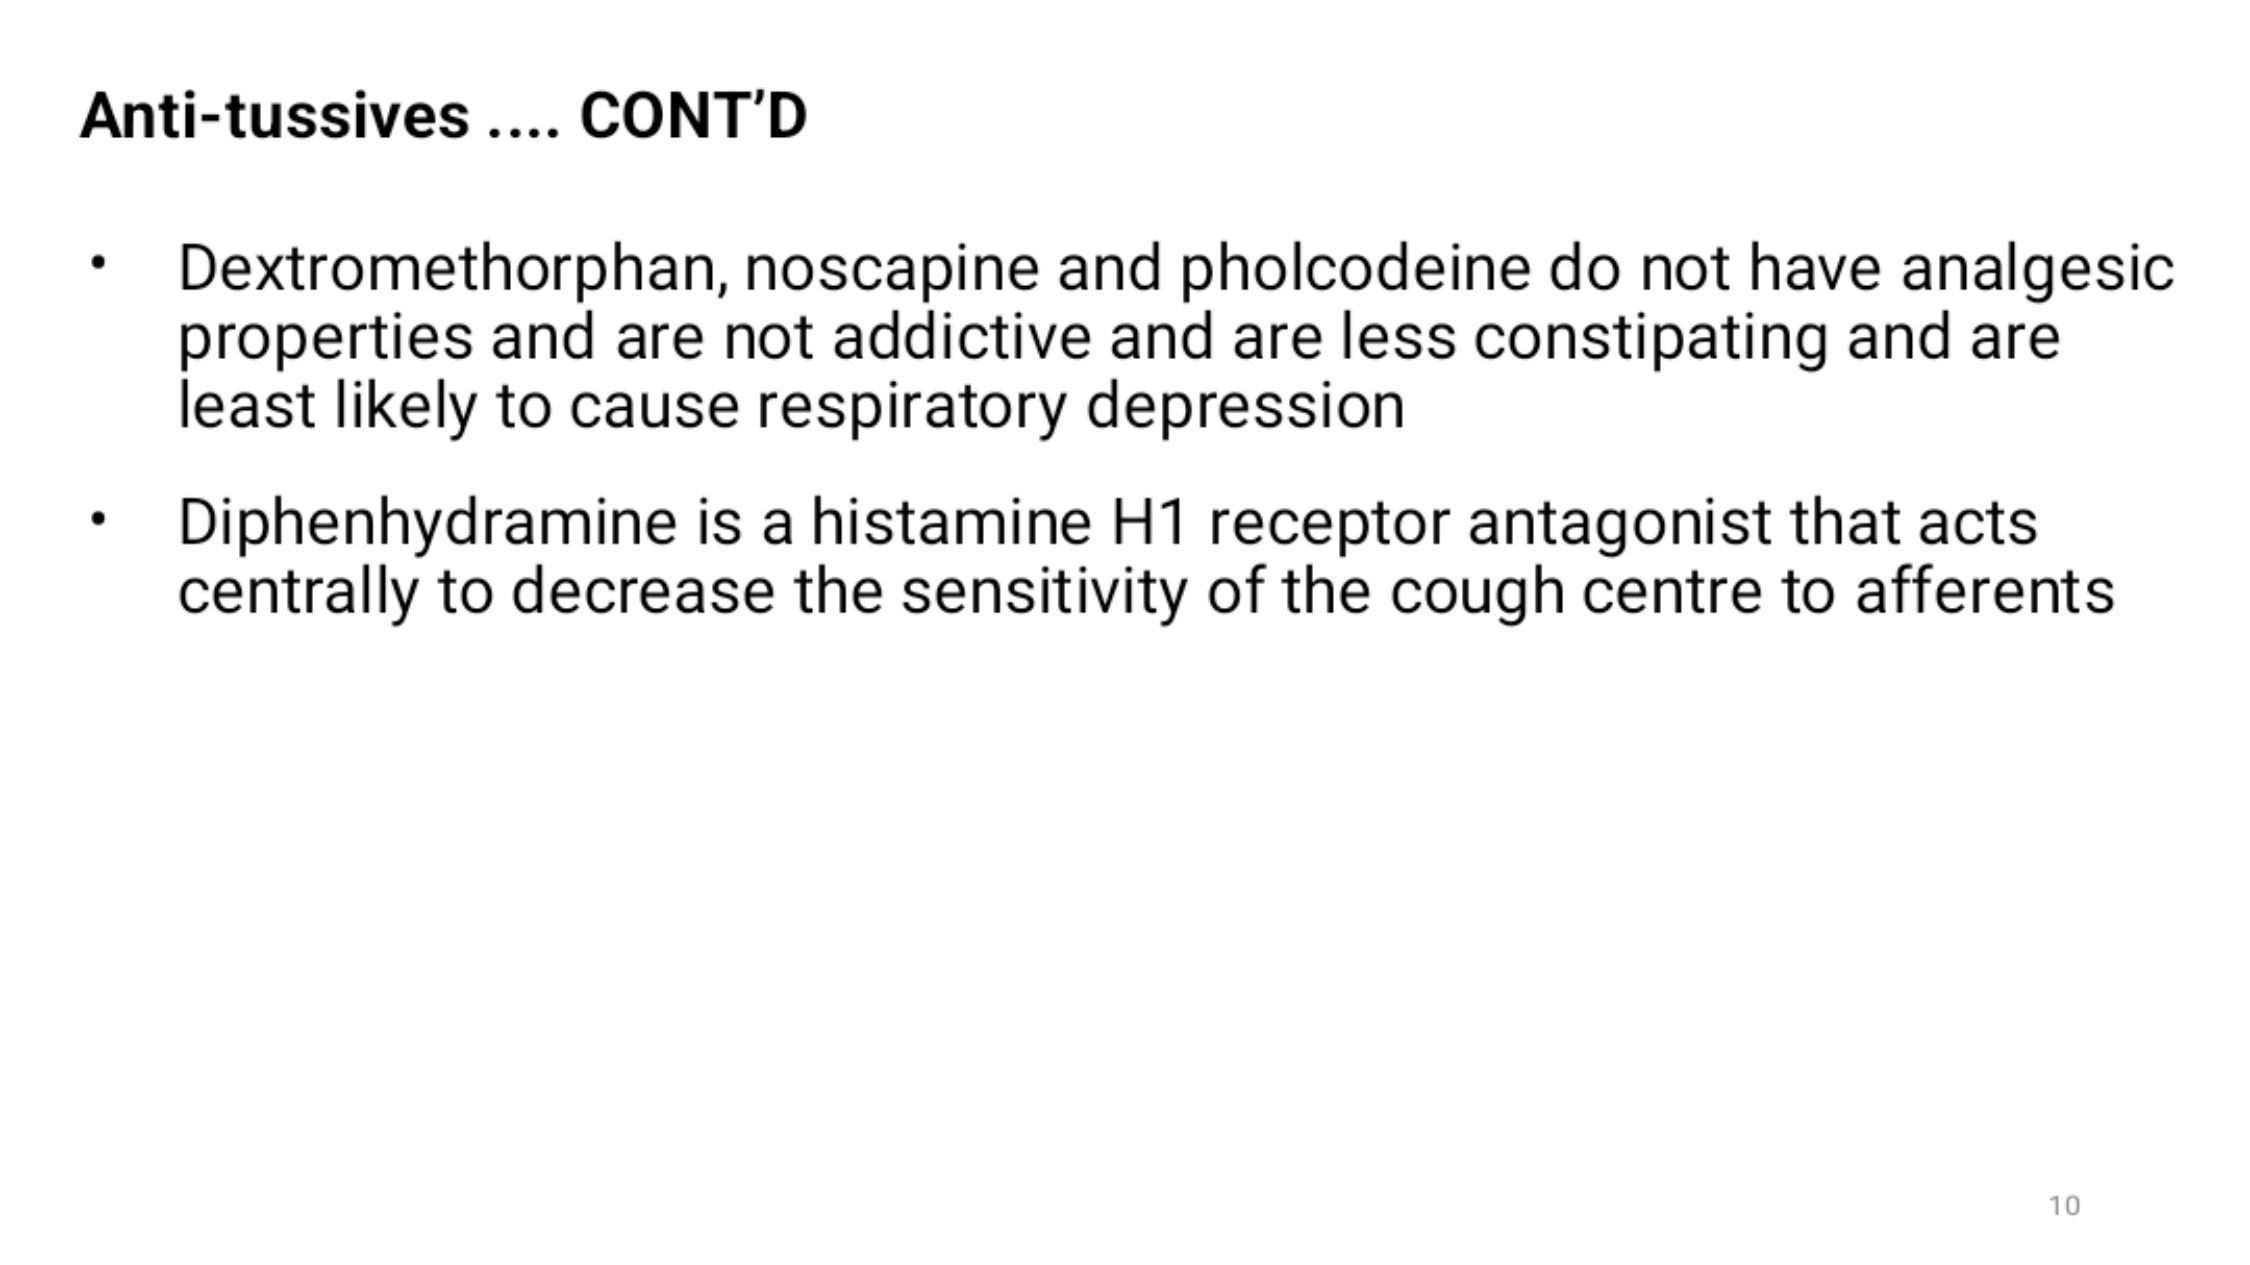 Anti-tussives .... CONT’D
• Dextromethorphan, noscapine and pholcodeine do not have analgesic
properties and are not addictive and are less constipating and are
least likely to cause respiratory depression
• Diphenhydramine is a histamine H1 receptor antagonist that acts
centrally to decrease the sensitivity of the cough centre to afferents
10